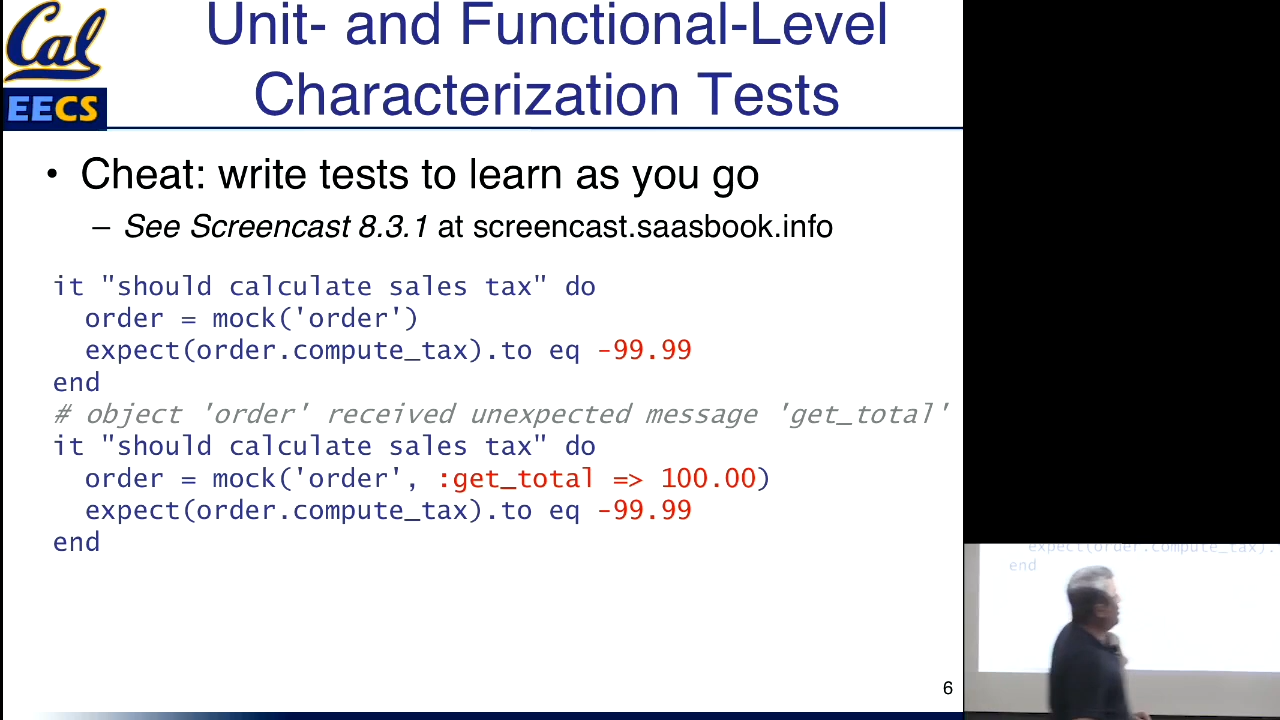 Cal
EECS
Unit- and Functional-Level
Characterization Tests
• Cheat: write tests to learn as you go
– See Screencast 8.3.1 at screencast.saasbook.info
it "should calculate sales tax" do
order = mock('order')
expect(order.compute_tax).to eq -99.99
end
# object 'order' received unexpected message 'get_total'
it "should calculate sales tax" do
order = mock('order', :get_total => 100.00)
expect(order.compute_tax).to eq -99.99
end
6
expect(order.compute_tax).
end